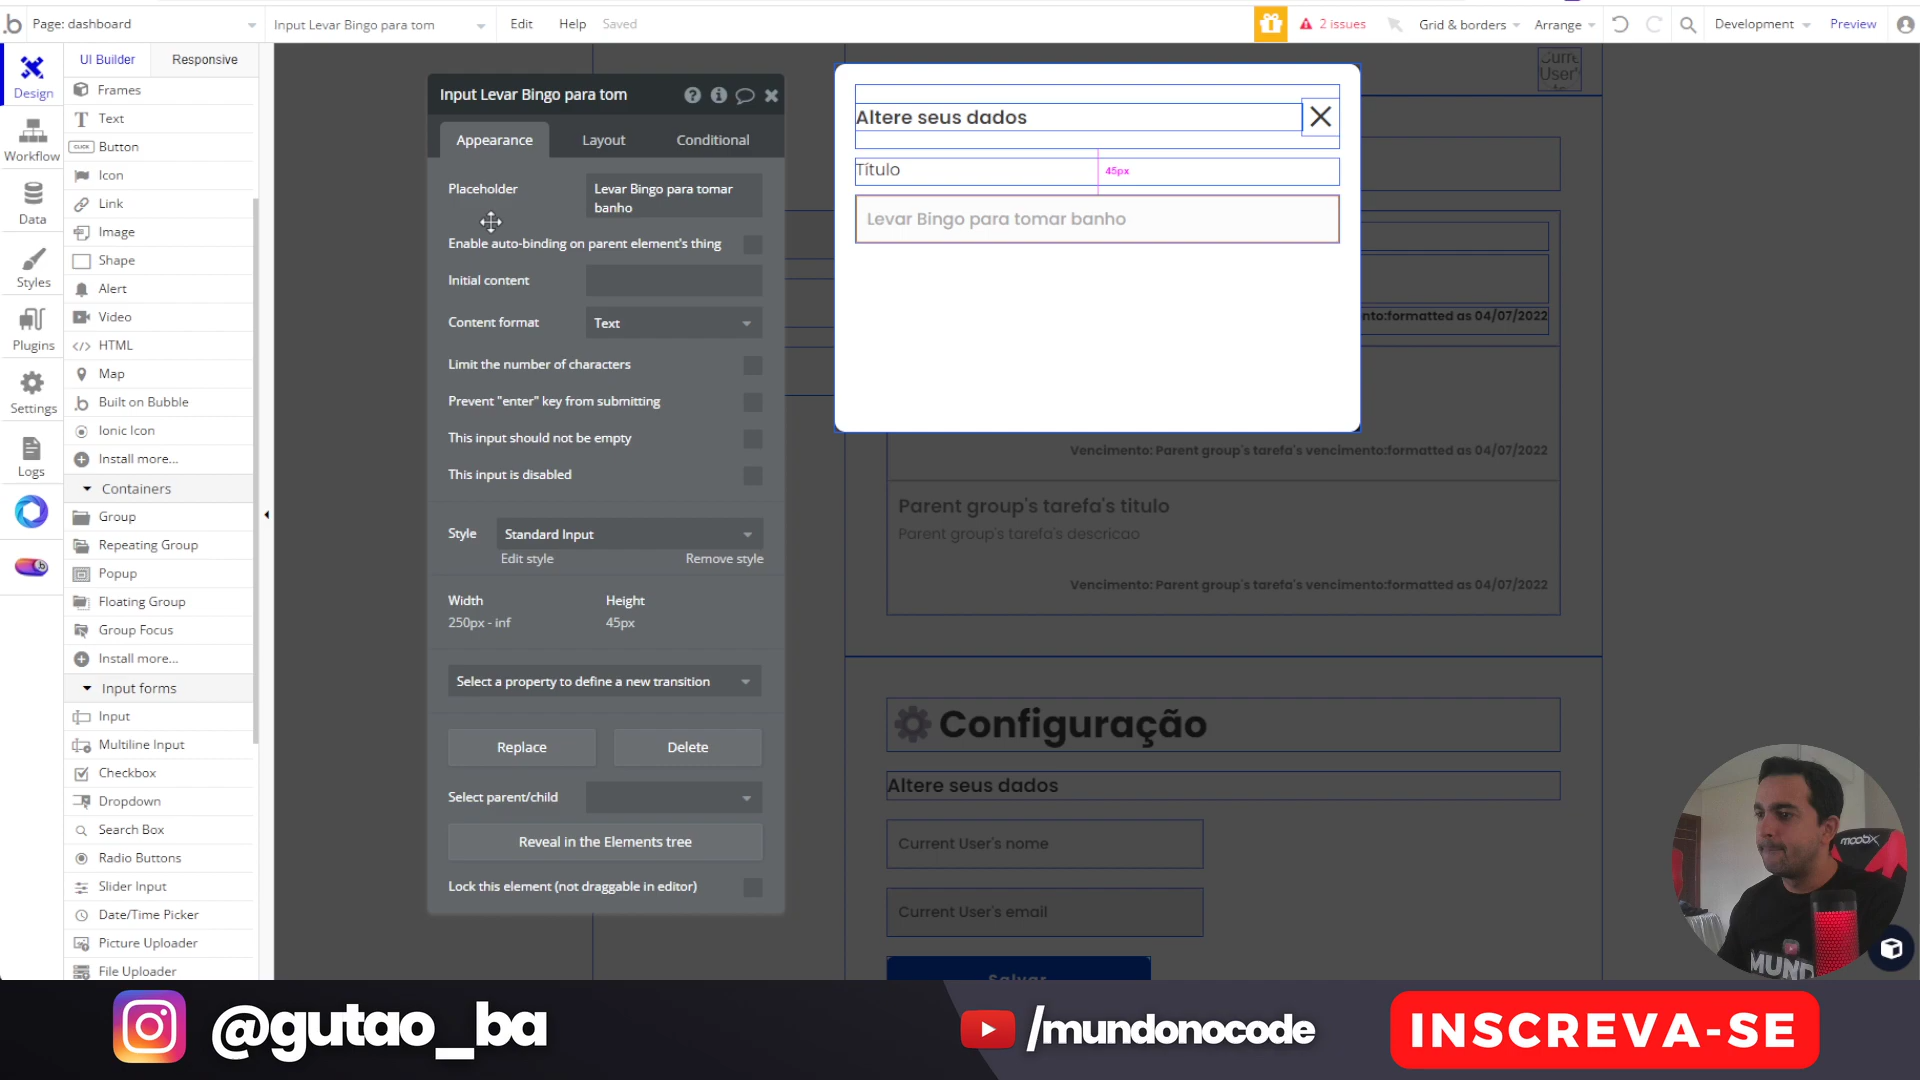 Page: dashboard
Input Levar Bingo para tom
Edit
Help
Saved
2 issues
Grid & borders
Arrange
Development
Preview
UI Builder
Responsive
Design
Workflow
Data
Styles
Plugins
Settings
Logs
Frames
Text
CLICK
Button
Icon
Link
Image
Shape
Alert
Video
HTML
Map
Built on Bubble
Ionic Icon
Install more...
Containers
Group
Repeating Group
Popup
Floating Group
Group Focus
Install more...
Input forms
Input
Multiline Input
Checkbox
Dropdown
Search Box
Radio Buttons
Slider Input
Date/Time Picker
Picture Uploader
File Uploader
Input Levar Bingo para tom
Appearance
Layout
Conditional
Placeholder
Levar Bingo para tomar
banho
Enable auto-binding on parent element's thing
Initial content
Content format
Text
Limit the number of characters
Prevent "enter" key from submitting
This input should not be empty
This input is disabled
Style
Standard Input
Edit style
Remove style
Width
Height
250px - inf
45px
Select a property to define a new transition
Replace
Delete
Select parent/child
Reveal in the Elements tree
Lock this element (not draggable in editor)
Altere seus dados
Título
45px
Levar Bingo para tomar banho
User's
nto:formatted as 04/07/2022
Vencimento: Parent group's tarefa's vencimento:formatted as 04/07/2022
Parent group's tarefa's titulo
Parent group's tarefa's descricao
Vencimento: Parent group's tarefa's vencimento:formatted as 04/07/2022
Configuração
Altere seus dados
Current User's nome
Current User's email
Salvar
moobx
MUND
@gutao_ba
/mundonocode
INSCREVA-SE